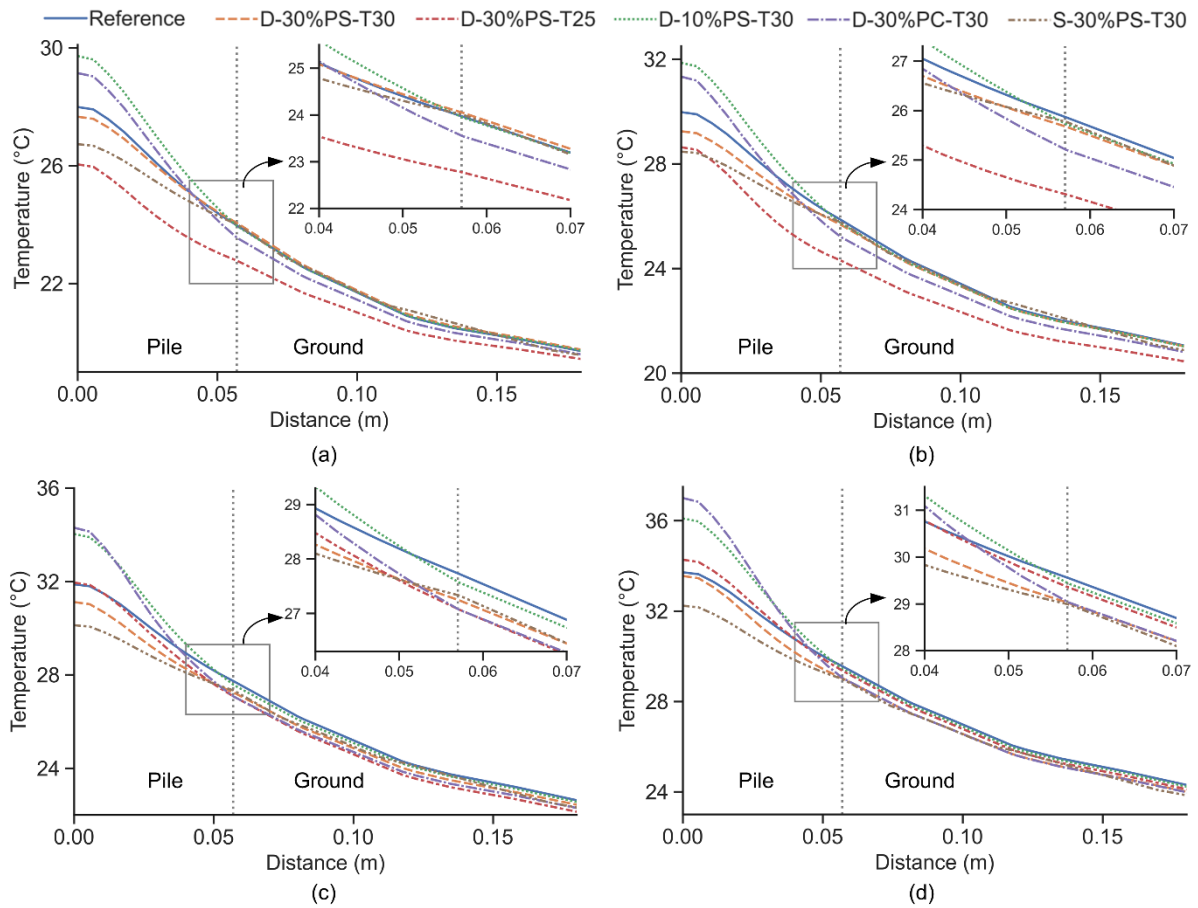 Reference D-30%PS-T30 D-30%PS-T25 D-10%PS-T30 D-30%PC-T30 S-30%PS-T30
30
26
22
Temperature (°C)
0.00 0.05 0.10 0.15
Distance (m)
Pile Ground
25
24
23
22
0.04 0.05 0.06 0.07
(a)
32
28
24
20
Temperature (°C)
0.00 0.05 0.10 0.15
Distance (m)
Pile Ground
27
26
25
24
0.04 0.05 0.06 0.07
(b)
36
32
28
24
Temperature (°C)
0.00 0.05 0.10 0.15
Distance (m)
Pile Ground
29
28
27
0.04 0.05 0.06 0.07
(c)
36
32
28
24
Temperature (°C)
0.00 0.05 0.10 0.15
Distance (m)
Pile Ground
31
30
29
28
0.04 0.05 0.06 0.07
(d)